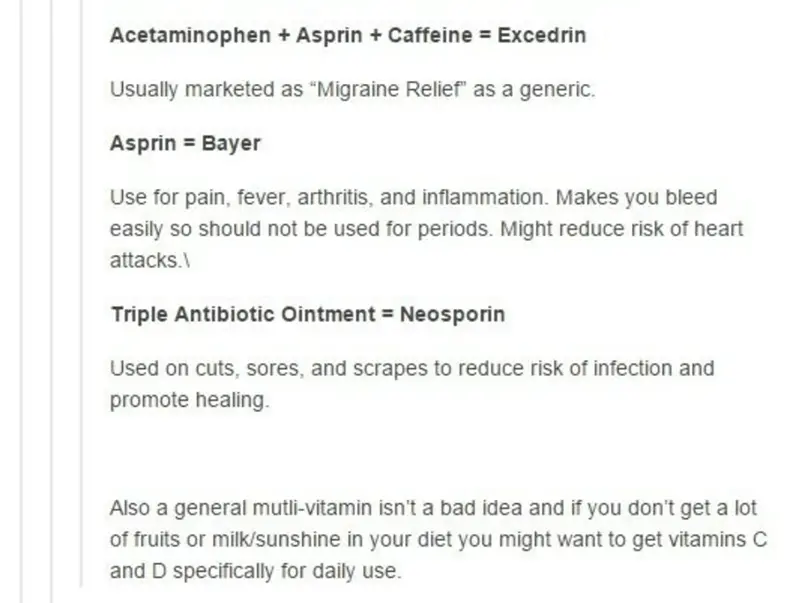 Acetaminophen + Asprin + Caffeine = Excedrin
Usually marketed as “Migraine Relief” as a generic.
Asprin = Bayer
Use for pain, fever, arthritis, and inflammation. Makes you bleed
easily so should not be used for periods. Might reduce risk of heart
attacks.\
Triple Antibiotic Ointment = Neosporin
Used on cuts, sores, and scrapes to reduce risk of infection and
promote healing.
Also a general mutli-vitamin isn’t a bad idea and if you don’t get a lot
of fruits or milk/sunshine in your diet you might want to get vitamins C
and D specifically for daily use.